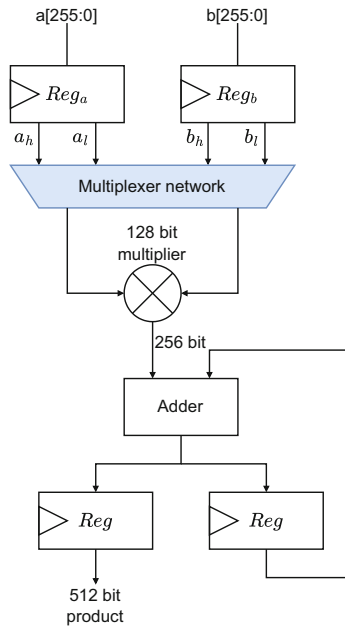 a[255:0]
b[255:0]
Reg_a
Reg_b
a_h
a_l
b_h
b_l
Multiplexer network
128 bit
multiplier
256 bit
Adder
Reg
Reg
512 bit
product